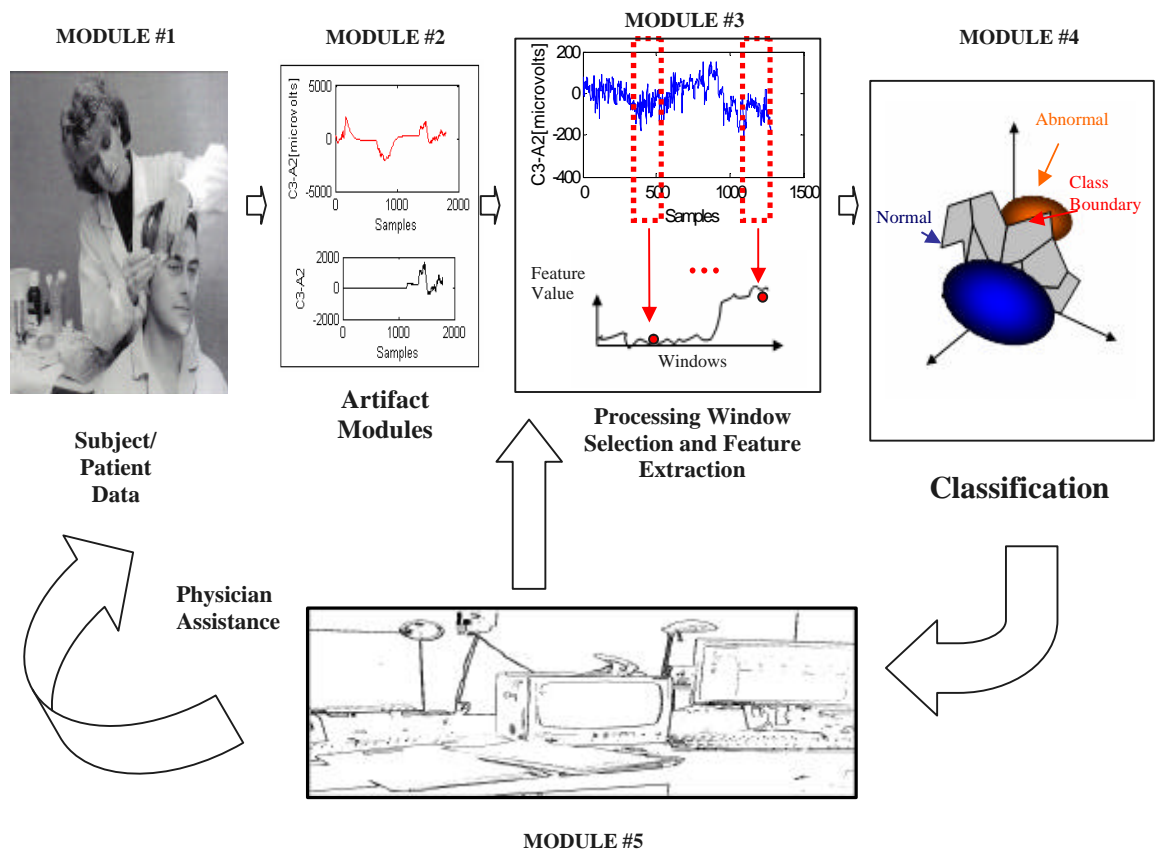 MODULE #1
MODULE #2
MODULE #3
MODULE #4
C3-A2[microvolts]
5000
0
-5000
0
1000
2000
Samples
C3-A2
2000
0
-2000
0
1000
2000
Samples
Artifact
Modules
C3-A2[microvolts]
200
0
-200
-400
0
500
1000
1500
Samples
Feature
Value
Windows
Processing Window
Selection and Feature
Extraction
Abnormal
Class
Boundary
Normal
Classification
Subject/
Patient
Data
Physician
Assistance
MODULE #5